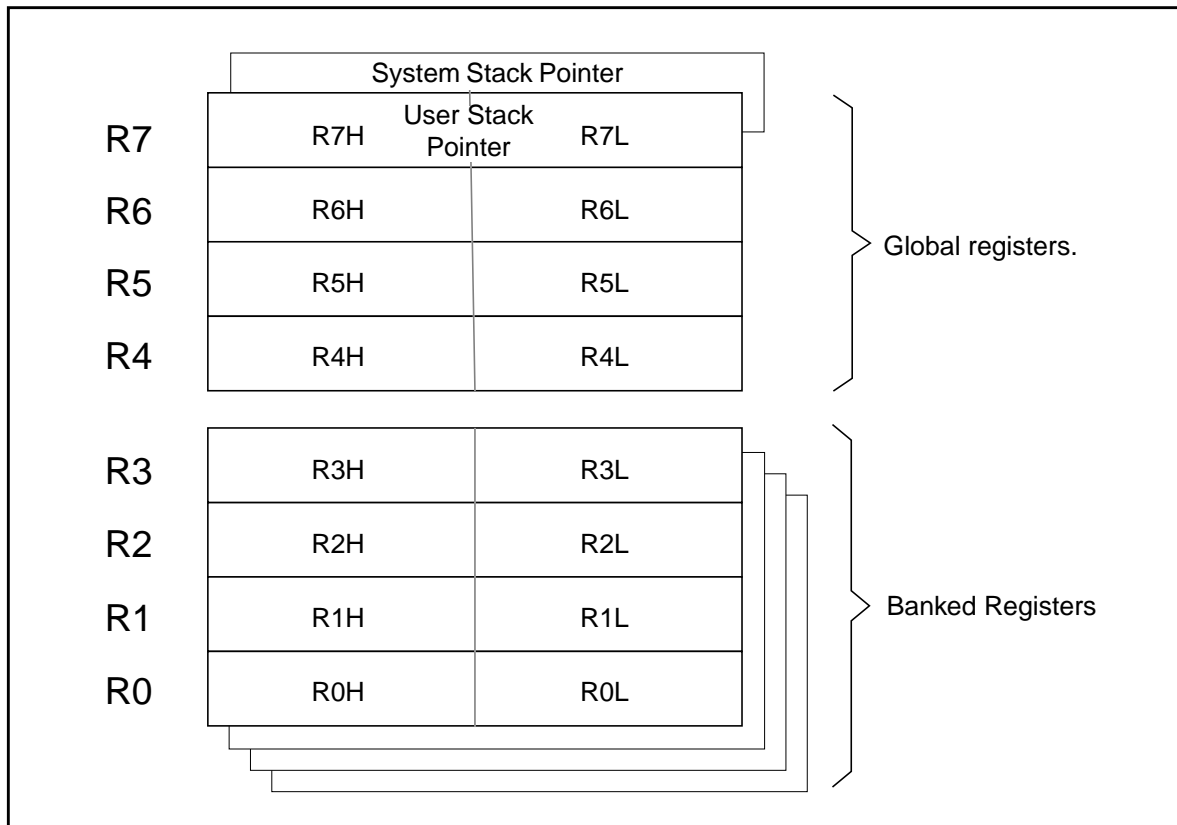 System Stack Pointer
R7 R7H User Stack Pointer R7L
R6 R6H R6L
Global registers.
R5 R5H R5L
R4 R4H R4L
R3 R3H R3L
R2 R2H R2L
Banked Registers
R1 R1H R1L
R0 R0H R0L